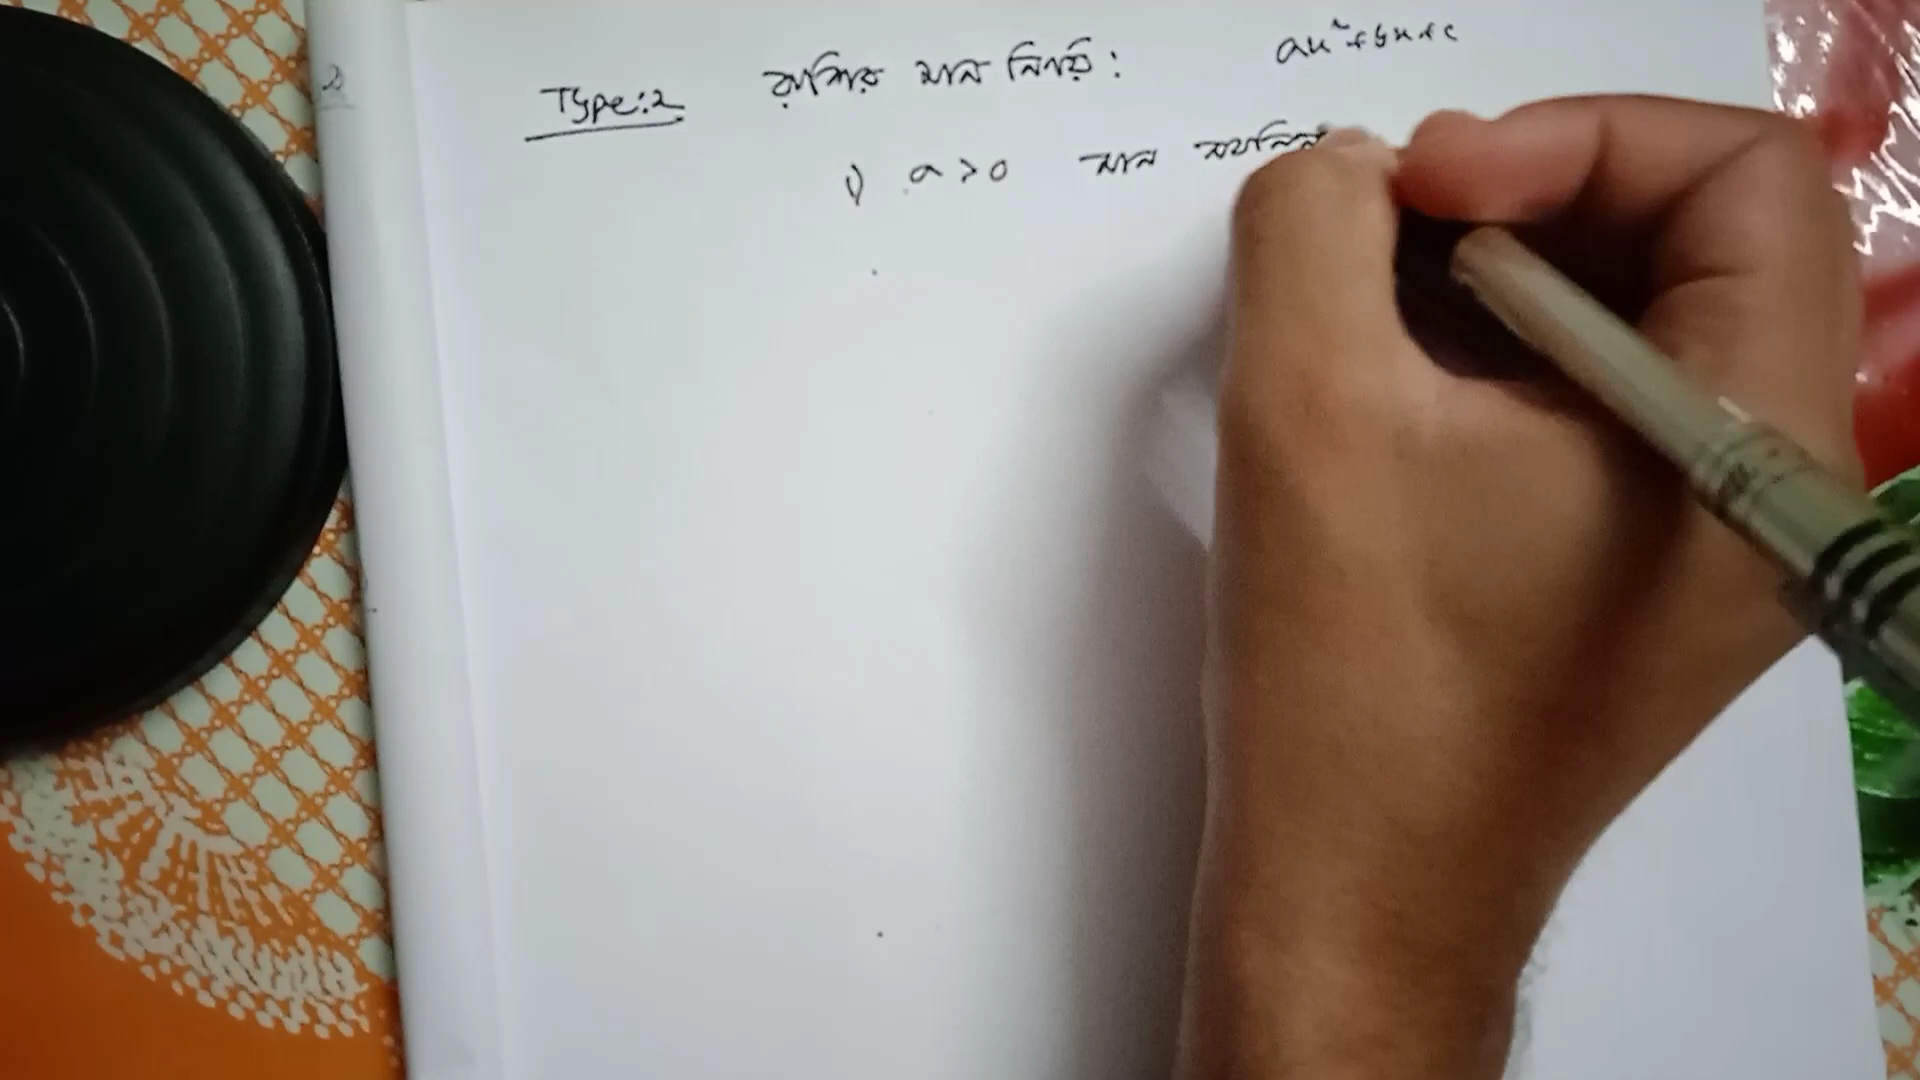 Type:2 রাশির মান নির্ণয় : ax²+bx+c
i) a > 0 মান সর্বনিম্ন